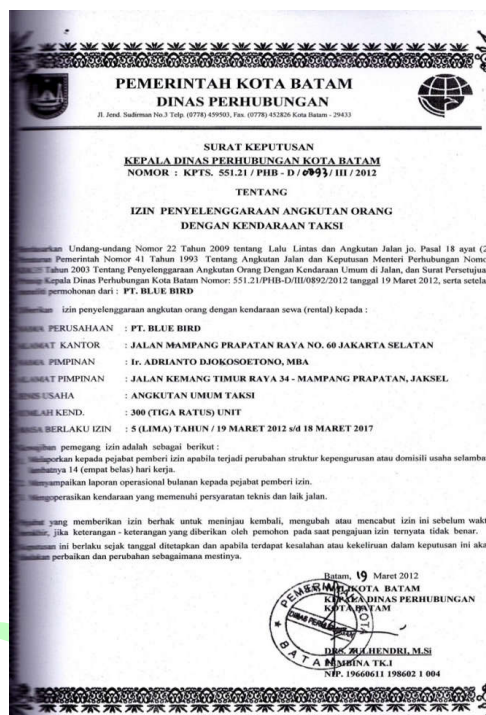 PEMERINTAH KOTA BATAM
DINAS PERHUBUNGAN
Jl. Jend. Sudirman No.3 Telp. (0778) 459503, Fax. (0778) 452826 Kota Batam - 29433
SURAT KEPUTUSAN
KEPALA DINAS PERHUBUNGAN KOTA BATAM
NOMOR : KPTS. 551.21 / PHB - D / / III / 2012
TENTANG
IZIN PENYELENGGARAAN ANGKUTAN ORANG
DENGAN KENDARAAN TAKSI
Undang-undang Nomor 22 Tahun 2009 tentang Lalu Lintas dan Angkutan Jalan jo. Pasal 18 ayat (2
Pemerintah Nomor 41 Tahun 1993 Tentang Angkutan Jalan dan Keputusan Menteri Perhubungan Nomo
Tahun 2003 Tentang Penyelenggaraan Angkutan Orang Dengan Kendaraan Umum di Jalan, dan Surat Persetujua
Kepala Dinas Perhubungan Kota Batam Nomor: 551.21/PHB-D/III/0892/2012 tanggal 19 Maret 2012, serta setela
permohonan dari : PT. BLUE BIRD
izin penyelenggaraan angkutan orang dengan kendaraan sewa (rental) kepada :
PERUSAHAAN : PT. BLUE BIRD
KANTOR : JALAN MAMPANG PRAPATAN RAYA NO. 60 JAKARTA SELATAN
PIMPINAN : Ir. ADRIANTO DJOKOSOETONO, MBA
PIMPINAN : JALAN KEMANG TIMUR RAYA 34 - MAMPANG PRAPATAN, JAKSEL
USAHA : ANGKUTAN UMUM TAKSI
KEND. : 300 (TIGA RATUS) UNIT
BERLAKU IZIN : 5 (LIMA) TAHUN / 19 MARET 2012 s/d 18 MARET 2017
pemegang izin adalah sebagai berikut :
kepada pejabat pemberi izin apabila terjadi perubahan struktur kepengurusan atau domisili usaha selamba
14 (empat belas) hari kerja.
laporan operasional bulanan kepada pejabat pemberi izin.
kendaraan yang memenuhi persyaratan teknis dan laik jalan.
yang memberikan izin berhak untuk meninjau kembali, mengubah atau mencabut izin ini sebelum wakt
jika keterangan - keterangan yang diberikan oleh pemohon pada saat pengajuan izin ternyata tidak benar.
ini berlaku sejak tanggal ditetapkan dan apabila terdapat kesalahan atau kekeliruan dalam keputusan ini aka
perbaikan dan perubahan sebagaimana mestinya.
Batam, 19 Maret 2012
KOTA BATAM
KEPALA DINAS PERHUBUNGAN
KOTA BATAM
DRS. ZULHENDRI, M.Si
PEMBINA TK.I
NIP. 19660611 198602 1 004